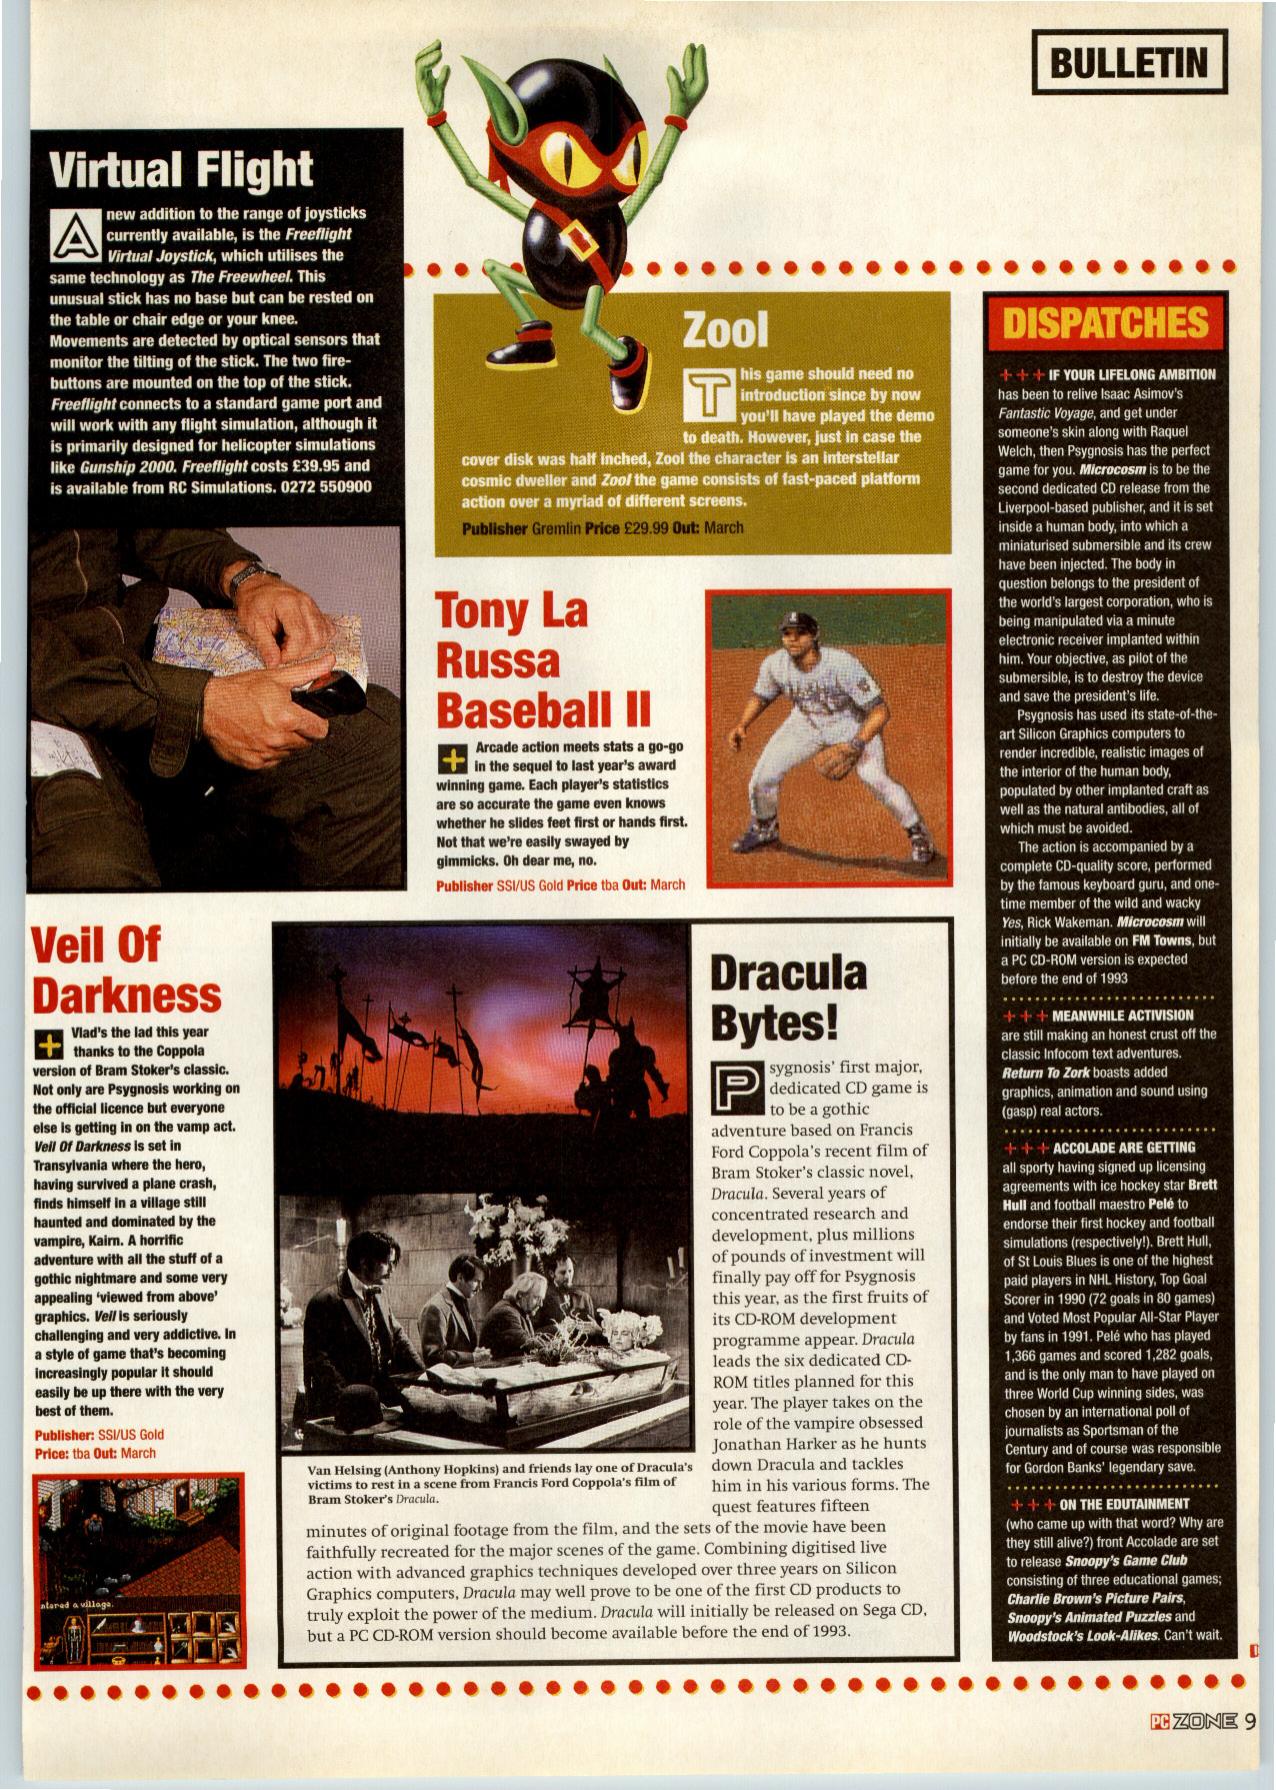 BULLETIN
Virtual Flight
A new addition to the range of joysticks
currently available, is the Freeflight
Virtual Joystick, which utilises the
same technology as The Freewheel. This
unusual stick has no base but can be rested on
the table or chair edge or your knee.
Movements are detected by optical sensors that
monitor the tilting of the stick. The two fire-
buttons are mounted on the top of the stick.
Freeflight connects to a standard game port and
will work with any flight simulation, although it
is primarily designed for helicopter simulations
like Gunship 2000. Freeflight costs £39.95 and
is available from RC Simulations. 0272 550900
Zool
This game should need no
introduction since by now
you'll have played the demo
to death. However, just in case the
cover disk was half inched, Zool the character is an interstellar
cosmic dweller and Zool the game consists of fast-paced platform
action over a myriad of different screens.
Publisher Gremlin Price £29.99 Out: March
Tony La
Russa
Baseball II
+ Arcade action meets stats a go-go
in the sequel to last year's award
winning game. Each player's statistics
are so accurate the game even knows
whether he slides feet first or hands first.
Not that we're easily swayed by
gimmicks. Oh dear me, no.
Publisher SSI/US Gold Price tba Out: March
Veil Of
Darkness
+ Vlad's the lad this year
thanks to the Coppola
version of Bram Stoker's classic.
Not only are Psygnosis working on
the official licence but everyone
else is getting in on the vamp act.
Veil Of Darkness is set in
Transylvania where the hero,
having survived a plane crash,
finds himself in a village still
haunted and dominated by the
vampire, Kairn. A horrific
adventure with all the stuff of a
gothic nightmare and some very
appealing 'viewed from above'
graphics. Veil is seriously
challenging and very addictive. In
a style of game that's becoming
increasingly popular it should
easily be up there with the very
best of them.
Publisher: SSI/US Gold
Price: tba Out: March
ntered a village.
Dracula
Bytes!
Psygnosis' first major,
dedicated CD game is
to be a gothic
adventure based on Francis
Ford Coppola's recent film of
Bram Stoker's classic novel,
Dracula. Several years of
concentrated research and
development, plus millions
of pounds of investment will
finally pay off for Psygnosis
this year, as the first fruits of
its CD-ROM development
programme appear. Dracula
leads the six dedicated CD-
ROM titles planned for this
year. The player takes on the
role of the vampire obsessed
Jonathan Harker as he hunts
down Dracula and tackles
him in his various forms. The
quest features fifteen
minutes of original footage from the film, and the sets of the movie have been
faithfully recreated for the major scenes of the game. Combining digitised live
action with advanced graphics techniques developed over three years on Silicon
Graphics computers, Dracula may well prove to be one of the first CD products to
truly exploit the power of the medium. Dracula will initially be released on Sega CD,
but a PC CD-ROM version should become available before the end of 1993.
Van Helsing (Anthony Hopkins) and friends lay one of Dracula's
victims to rest in a scene from Francis Ford Coppola's film of
Bram Stoker's Dracula.
DISPATCHES
+ + + IF YOUR LIFELONG AMBITION
has been to relive Isaac Asimov's
Fantastic Voyage, and get under
someone's skin along with Raquel
Welch, then Psygnosis has the perfect
game for you. Microcosm is to be the
second dedicated CD release from the
Liverpool-based publisher, and it is set
inside a human body, into which a
miniaturised submersible and its crew
have been injected. The body in
question belongs to the president of
the world's largest corporation, who is
being manipulated via a minute
electronic receiver implanted within
him. Your objective, as pilot of the
submersible, is to destroy the device
and save the president's life.
Psygnosis has used its state-of-the-
art Silicon Graphics computers to
render incredible, realistic images of
the interior of the human body,
populated by other implanted craft as
well as the natural antibodies, all of
which must be avoided.
The action is accompanied by a
complete CD-quality score, performed
by the famous keyboard guru, and one-
time member of the wild and wacky
Yes, Rick Wakeman. Microcosm will
initially be available on FM Towns, but
a PC CD-ROM version is expected
before the end of 1993
+ + + MEANWHILE ACTIVISION
are still making an honest crust off the
classic Infocom text adventures.
Return To Zork boasts added
graphics, animation and sound using
(gasp) real actors.
+ + + ACCOLADE ARE GETTING
all sporty having signed up licensing
agreements with ice hockey star Brett
Hull and football maestro Pelé to
endorse their first hockey and football
simulations (respectively!). Brett Hull,
of St Louis Blues is one of the highest
paid players in NHL History, Top Goal
Scorer in 1990 (72 goals in 80 games)
and Voted Most Popular All-Star Player
by fans in 1991. Pelé who has played
1,366 games and scored 1,282 goals,
and is the only man to have played on
three World Cup winning sides, was
chosen by an international poll of
journalists as Sportsman of the
Century and of course was responsible
for Gordon Banks' legendary save.
+ + + ON THE EDUTAINMENT
(who came up with that word? Why are
they still alive?) front Accolade are set
to release Snoopy's Game Club
consisting of three educational games;
Charlie Brown's Picture Pairs,
Snoopy's Animated Puzzles and
Woodstock's Look-Alikes. Can't wait.
PC ZONE 9